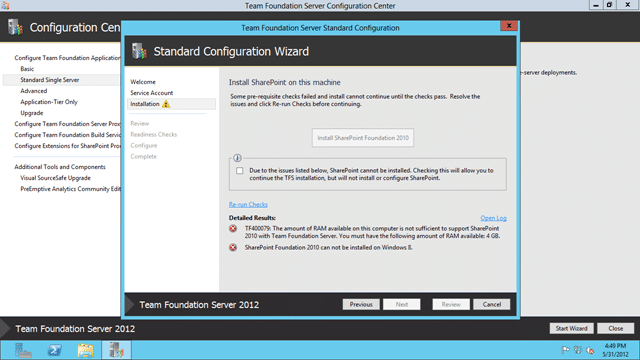 Team Foundation Server Configuration Center
Configuration Center
Configure Team Foundation Application
Basic
Standard Single Server
Advanced
Application-Tier Only
Upgrade
Configure Team Foundation Server Proxy
Configure Team Foundation Build Service
Configure Extensions for SharePoint Pro
Additional Tools and Components
Visual SourceSafe Upgrade
PreEmptive Analytics Community Edit
-server deployments.
Team Foundation Server Standard Configuration
Standard Configuration Wizard
Welcome
Service Account
Installation
Review
Readiness Checks
Configure
Complete
Install SharePoint on this machine
Some pre-requisite checks failed and install cannot continue until the checks pass. Resolve the
issues and click Re-run Checks before continuing.
Install SharePoint Foundation 2010
Due to the issues listed below, SharePoint cannot be installed. Checking this will allow you to
continue the TFS installation, but will not install or configure SharePoint.
Re-run Checks
Detailed Results:
Open Log
TF400079: The amount of RAM available on this computer is not sufficient to support SharePoint
2010 with Team Foundation Server. You must have the following amount of RAM available: 4 GB.
SharePoint Foundation 2010 can not be installed on Windows 8.
Team Foundation Server 2012
Previous
Next
Review
Cancel
Team Foundation Server 2012
Start Wizard
Close
4:49 PM
5/31/2012